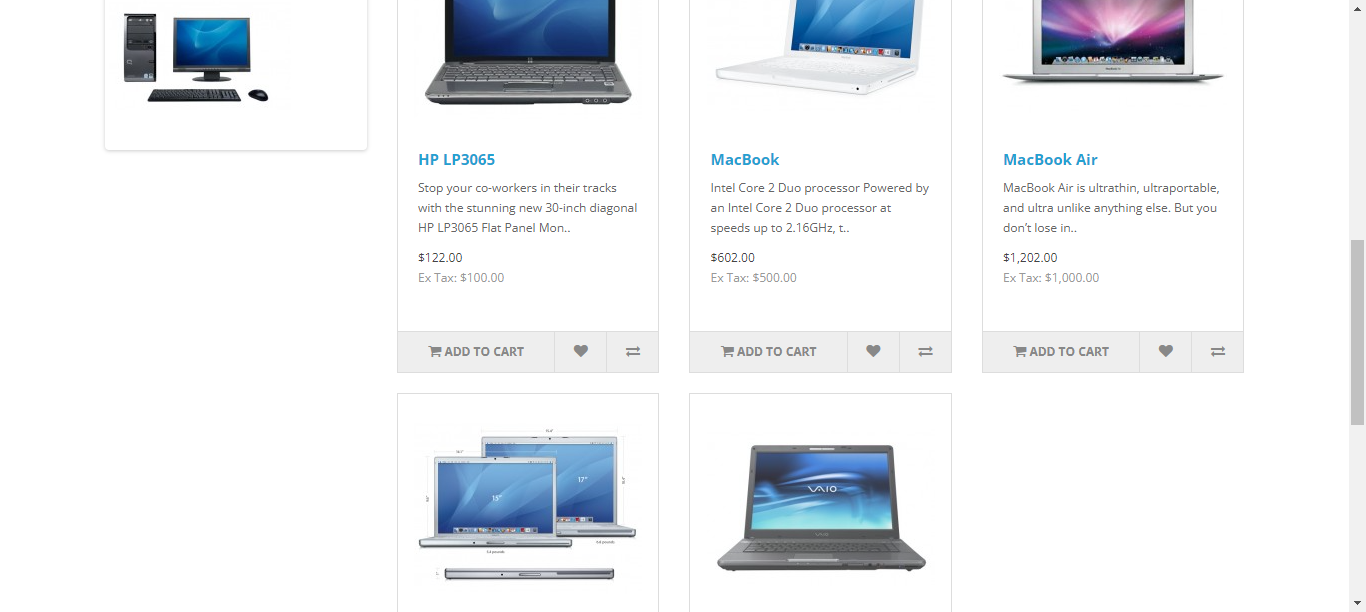 HP LP3065
Stop your co-workers in their tracks
with the stunning new 30-inch diagonal
HP LP3065 Flat Panel Mon..
$122.00
Ex Tax: $100.00
ADD TO CART
MacBook
Intel Core 2 Duo processor Powered by
an Intel Core 2 Duo processor at
speeds up to 2.16GHz, t..
$602.00
Ex Tax: $500.00
ADD TO CART
MacBook Air
MacBook Air is ultrathin, ultraportable,
and ultra unlike anything else. But you
don’t lose in..
$1,202.00
Ex Tax: $1,000.00
ADD TO CART
17"
15"
VAIO